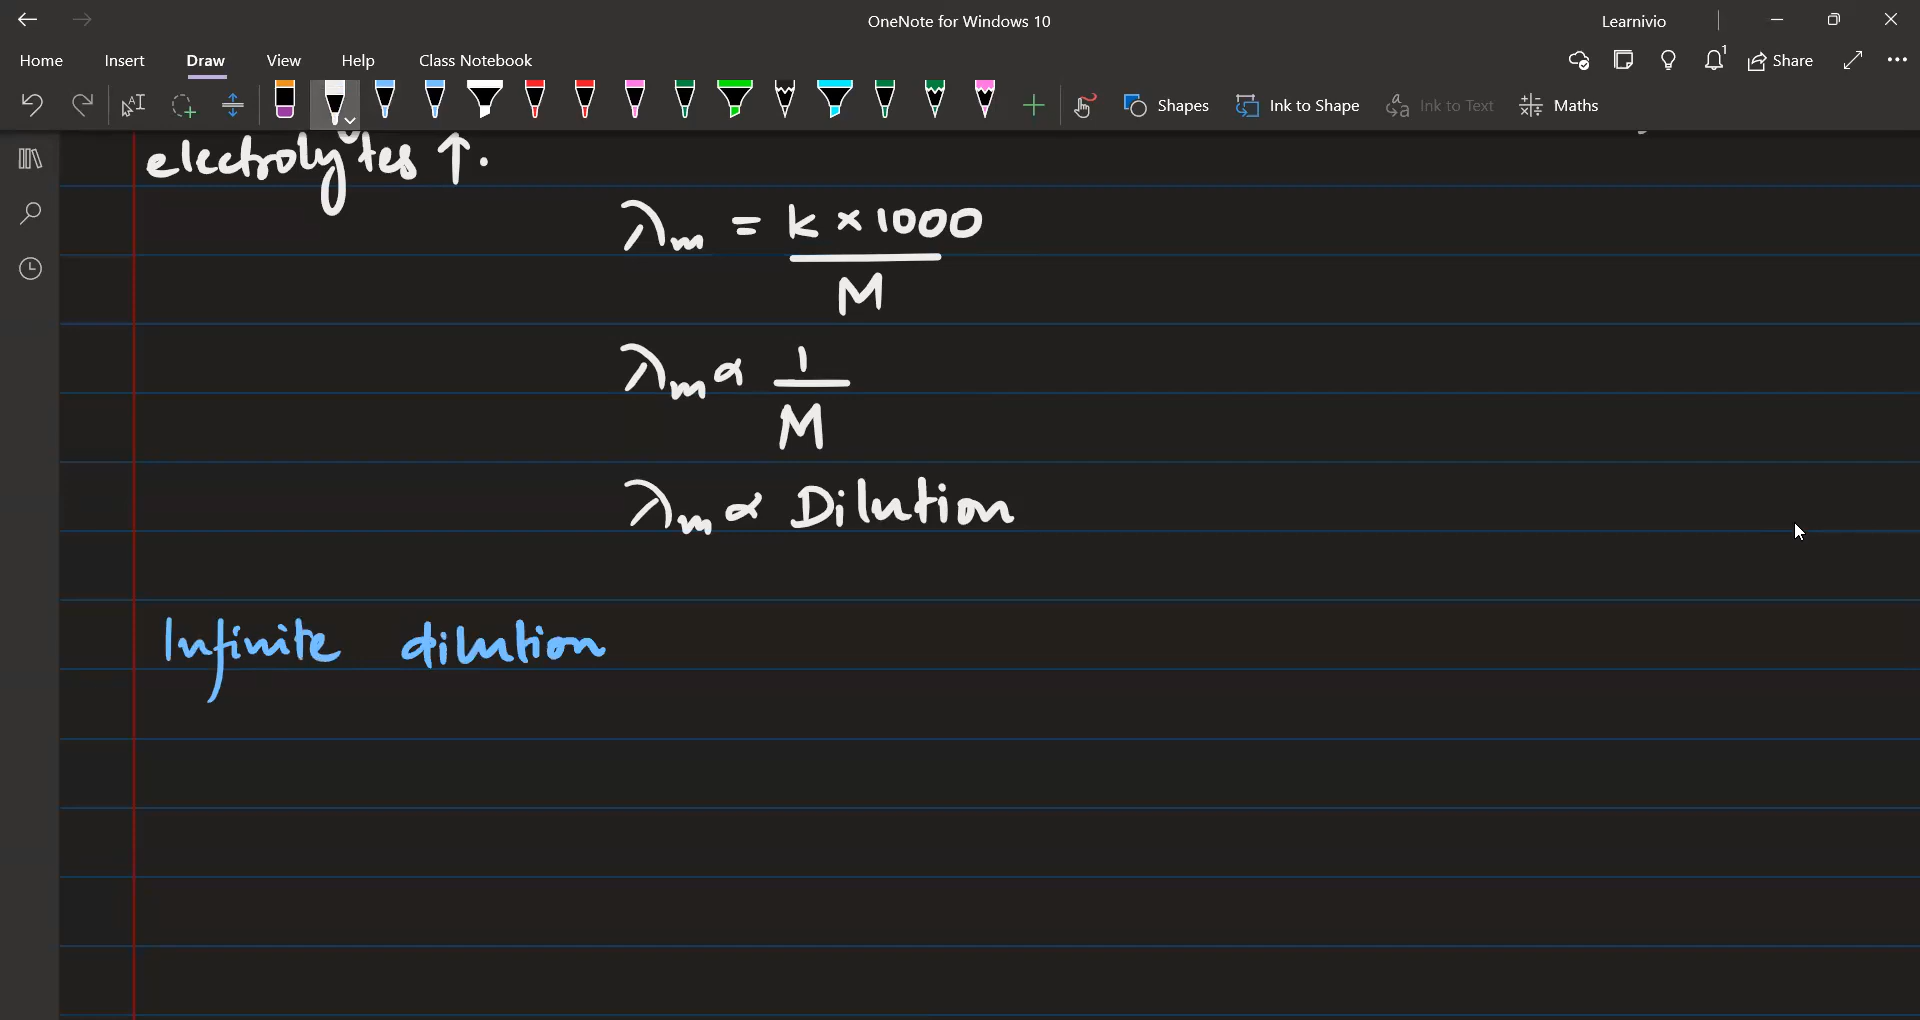 OneNote for Windows 10
Learnivio
Home Insert Draw View Help Class Notebook
1 Share
Shapes Ink to Shape Ink to Text Maths
electrolytes ↑.
λm = k × 1000
M
λm α 1
M
λm α Dilution
Infinite dilution